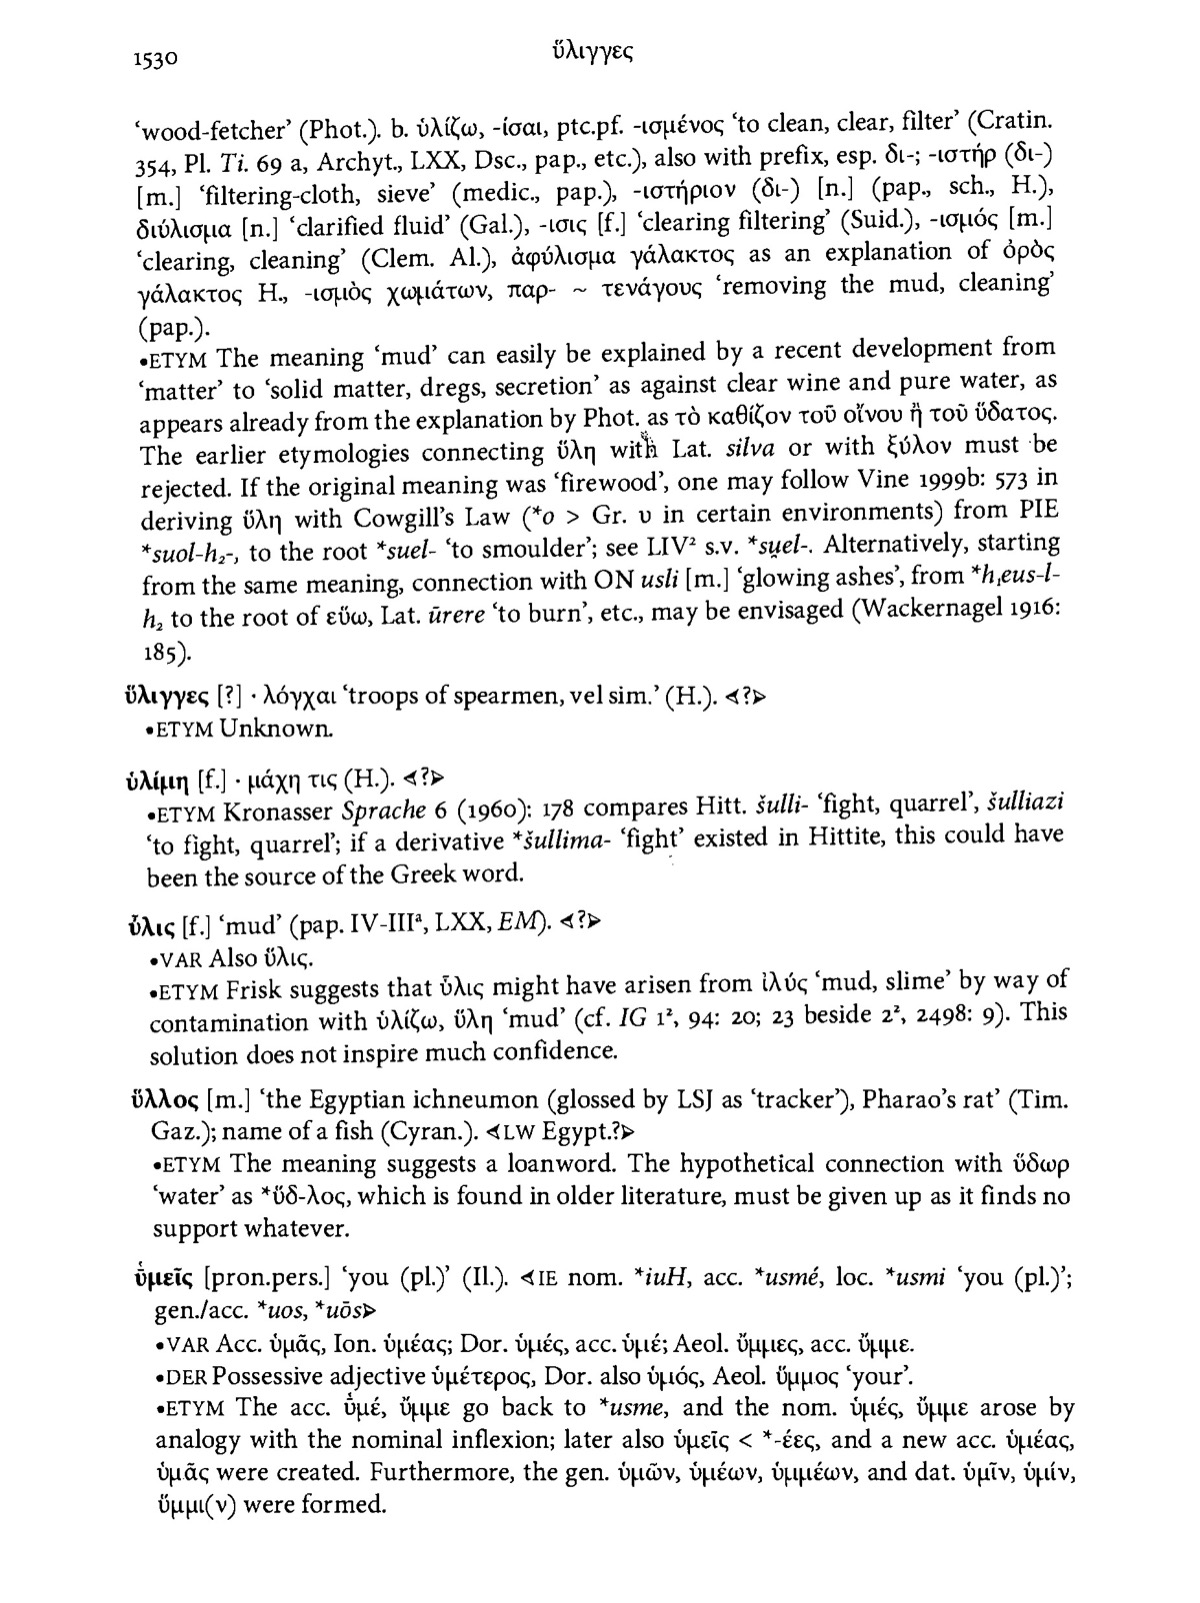 1530
ὕλιγγες
‘wood-fetcher’ (Phot.). b. ὑλίζω, -ίσαι, ptc.pf. -ισμένος ‘to clean, clear, filter’ (Cratin.
354, Pl. Ti. 69 a, Archyt., LXX, Dsc., pap., etc.), also with prefix, esp. δι-; -ιστήρ (δι-)
[m.] ‘filtering-cloth, sieve’ (medic., pap.), -ιστήριον (δι-) [n.] (pap., sch., H.),
διύλισμα [n.] ‘clarified fluid’ (Gal.), -ισις [f.] ‘clearing filtering’ (Suid.), -ισμός [m.]
‘clearing, cleaning’ (Clem. Al.), ἀφύλισμα γάλακτος as an explanation of ὀρὸς
γάλακτος H., -ισμὸς χωμάτων, παρ- ~ τενάγους ‘removing the mud, cleaning’
(pap.).
•ETYM The meaning ‘mud’ can easily be explained by a recent development from
‘matter’ to ‘solid matter, dregs, secretion’ as against clear wine and pure water, as
appears already from the explanation by Phot. as τὸ καθίζον τοῦ οἴνου ἢ τοῦ ὕδατος.
The earlier etymologies connecting ὕλη with Lat. silva or with ξύλον must be
rejected. If the original meaning was ‘firewood’, one may follow Vine 1999b: 573 in
deriving ὕλη with Cowgill’s Law (*o > Gr. υ in certain environments) from PIE
*suol-h₂-, to the root *suel- ‘to smoulder’; see LIV² s.v. *su̯el-. Alternatively, starting
from the same meaning, connection with ON usli [m.] ‘glowing ashes’, from *h₁eus-l-
h₂ to the root of εὕω, Lat. ūrere ‘to burn’, etc., may be envisaged (Wackernagel 1916:
185).
ὕλιγγες [?] · λόγχαι ‘troops of spearmen, vel sim.’ (H.). ⊲?⊳
•ETYM Unknown.
ὑλίμη [f.] · μάχη τις (H.). ⊲?⊳
•ETYM Kronasser Sprache 6 (1960): 178 compares Hitt. šulli- ‘fight, quarrel’, šulliazi
‘to fight, quarrel’; if a derivative *šullima- ‘fight’ existed in Hittite, this could have
been the source of the Greek word.
ὗλις [f.] ‘mud’ (pap. IV-IIIᵃ, LXX, EM). ⊲?⊳
•VAR Also ὕλις.
•ETYM Frisk suggests that ὗλις might have arisen from ἰλύς ‘mud, slime’ by way of
contamination with ὑλίζω, ὕλη ‘mud’ (cf. IG 1², 94: 20; 23 beside 2², 2498: 9). This
solution does not inspire much confidence.
ὕλλος [m.] ‘the Egyptian ichneumon (glossed by LSJ as ‘tracker’), Pharao’s rat’ (Tim.
Gaz.); name of a fish (Cyran.). ⊲LW Egypt.?⊳
•ETYM The meaning suggests a loanword. The hypothetical connection with ὕδωρ
‘water’ as *ὕδ-λος, which is found in older literature, must be given up as it finds no
support whatever.
ὑ̄μεῖς [pron.pers.] ‘you (pl.)’ (Il.). ⊲IE nom. *iuH, acc. *usmé, loc. *usmi ‘you (pl.)’;
gen./acc. *uos, *uōs⊳
•VAR Acc. ὑμᾶς, Ion. ὑμέας; Dor. ὑμές, acc. ὑμέ; Aeol. ὔμμες, acc. ὔμμε.
•DER Possessive adjective ὑμέτερος, Dor. also ὑμός, Aeol. ὔμμος ‘your’.
•ETYM The acc. ὑ̄μέ, ὔμμε go back to *usme, and the nom. ὑμές, ὔμμε arose by
analogy with the nominal inflexion; later also ὑμεῖς < *-έες, and a new acc. ὑμέας,
ὑμᾶς were created. Furthermore, the gen. ὑμῶν, ὑμέων, ὑμμέων, and dat. ὑμῖν, ὑμίν,
ὔμμι(ν) were formed.